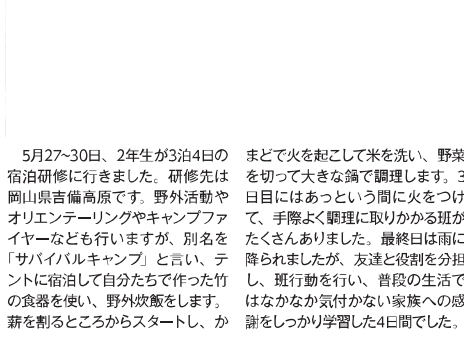 5月27~30日、2年生が3泊4日の
宿泊研修に行きました。研修先は
岡山県吉備高原です。野外活動や
オリエンテーリングやキャンプファ
イヤーなども行いますが、別名を
「サバイバルキャンプ」と言い、テ
ントに宿泊して自分たちで作った竹
の食器を使い、野外炊飯をします。
薪を割るところからスタートし、か
まどで火を起こして米を洗い、野菜
を切って大きな鍋で調理します。3
日目にはあっという間に火をつけ
て、手際よく調理に取りかかる班が
たくさんありました。最終日は雨に
降られましたが、友達と役割を分担
し、班行動を行い、普段の生活で
はなかなか気付かない家族への感
謝をしっかり学習した4日間でした。